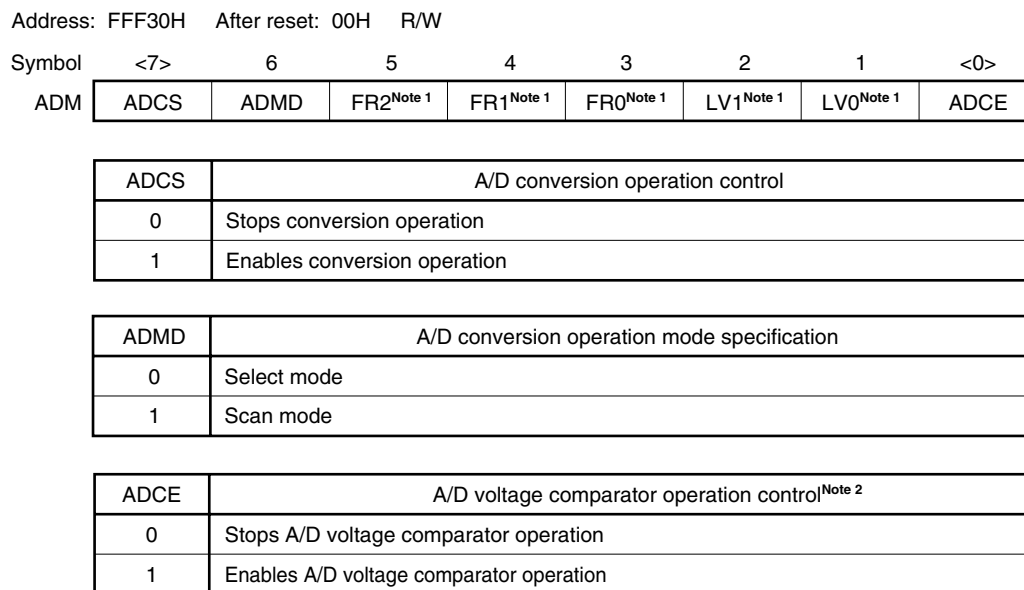 Address: FFF30H After reset: 00H R/W
Symbol <7> 6 5 4 3 2 1 <0>
ADM ADCS ADMD FR2Note 1 FR1Note 1 FR0Note 1 LV1Note 1 LV0Note 1 ADCE
ADCS A/D conversion operation control
0 Stops conversion operation
1 Enables conversion operation
ADMD A/D conversion operation mode specification
0 Select mode
1 Scan mode
ADCE A/D voltage comparator operation controlNote 2
0 Stops A/D voltage comparator operation
1 Enables A/D voltage comparator operation